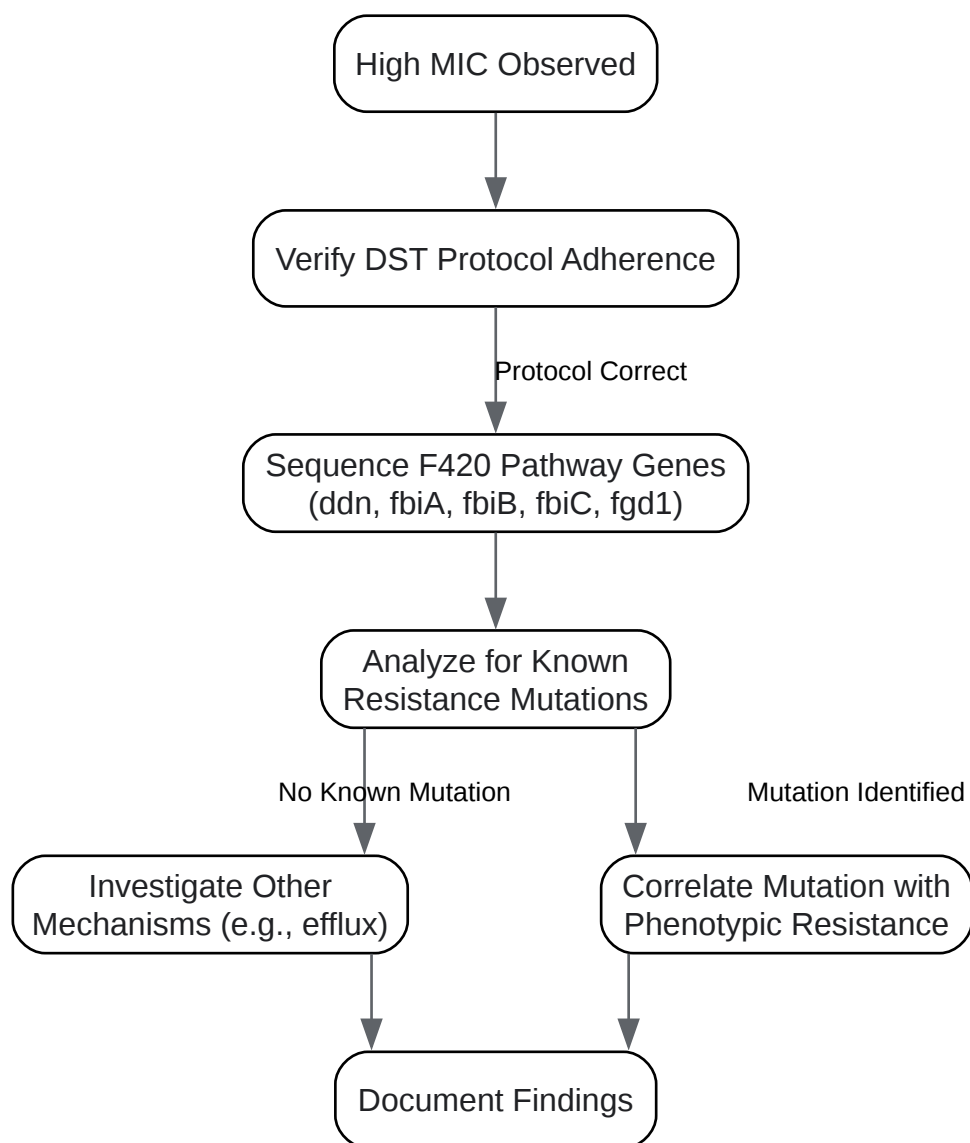 High MIC Observed
Verify DST Protocol Adherence
Protocol Correct
Sequence F420 Pathway Genes
(ddn, fbiA, fbiB, fbiC, fgd1)
Analyze for Known
Resistance Mutations
No Known Mutation
Mutation Identified
Investigate Other
Mechanisms (e.g., efflux)
Correlate Mutation with
Phenotypic Resistance
Document Findings